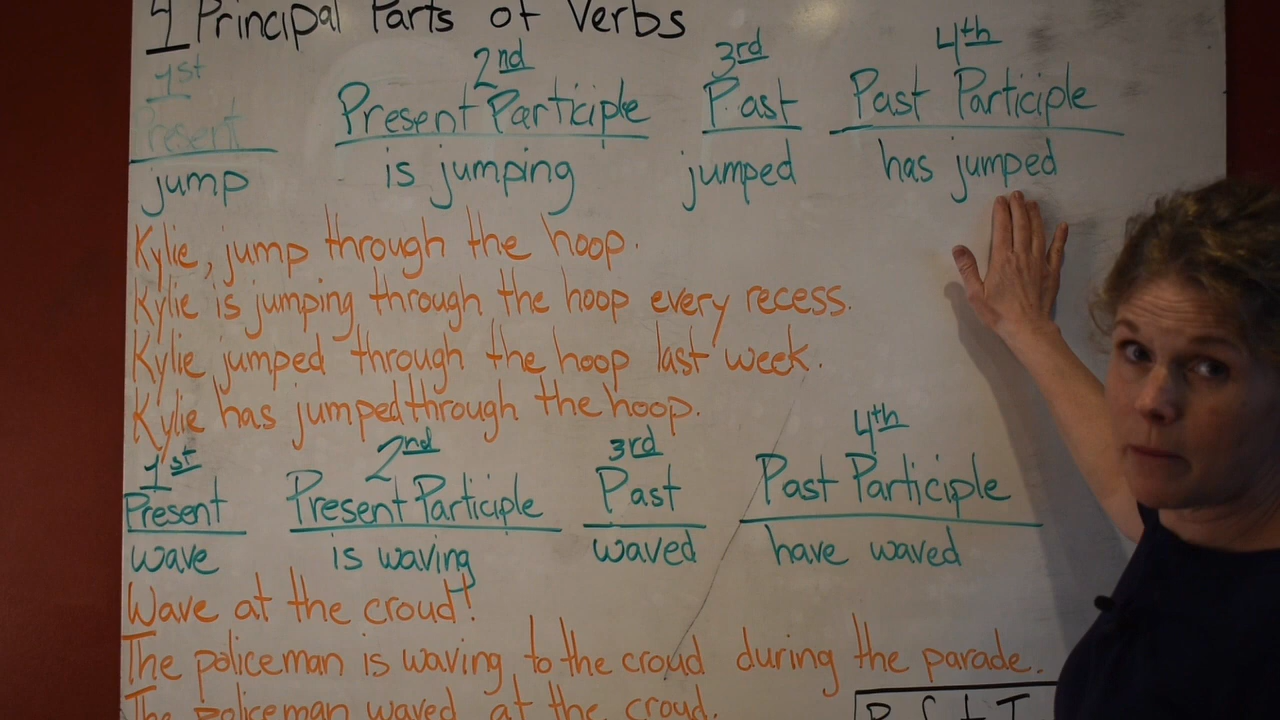 4 Principal Parts of Verbs
1st 2nd 3rd 4th
Present Present Participle Past Past Participle
jump is jumping jumped has jumped
Kylie, jump through the hoop.
Kylie is jumping through the hoop every recess.
Kylie jumped through the hoop last week.
Kylie has jumped through the hoop.
1st 2nd 3rd 4th
Present Present Participle Past Past Participle
wave is waving waved have waved
Wave at the croud!
The policeman is waving to the croud during the parade.
The policeman waved at the croud.